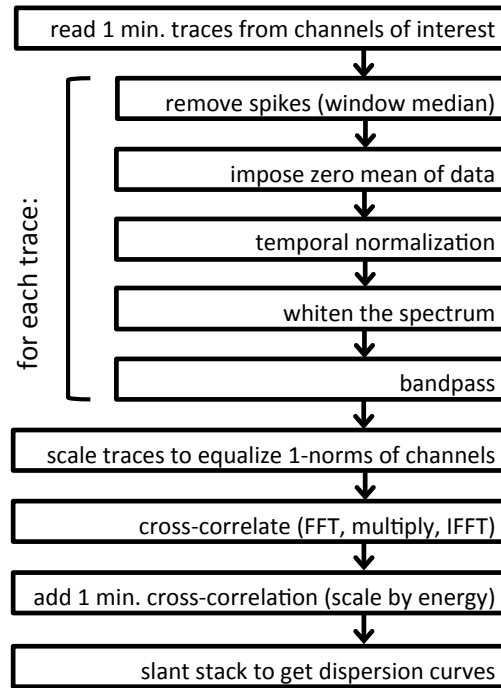 read 1 min. traces from channels of interest
for each trace:
remove spikes (window median)
impose zero mean of data
temporal normalization
whiten the spectrum
bandpass
scale traces to equalize 1-norms of channels
cross-correlate (FFT, multiply, IFFT)
add 1 min. cross-correlation (scale by energy)
slant stack to get dispersion curves